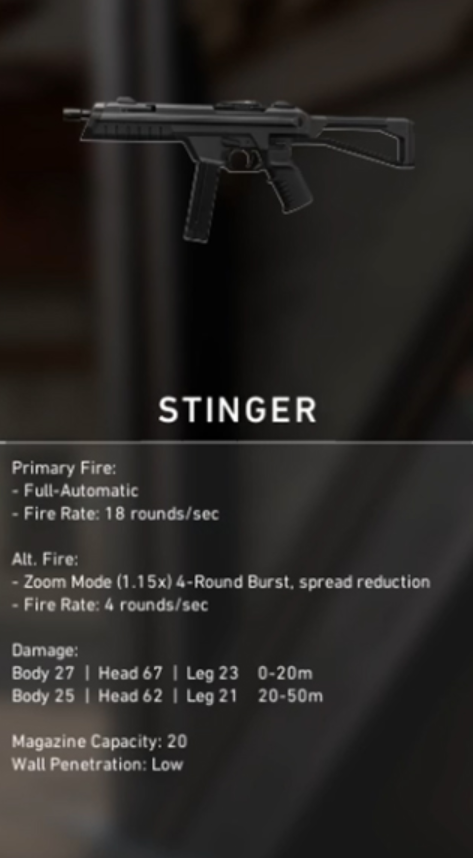 STINGER
Primary Fire:
- Full-Automatic
- Fire Rate: 18 rounds/sec
Alt. Fire:
- Zoom Mode (1.15x) 4-Round Burst, spread reduction
- Fire Rate: 4 rounds/sec
Damage:
Body 27 | Head 67 | Leg 23 0-20m
Body 25 | Head 62 | Leg 21 20-50m
Magazine Capacity: 20
Wall Penetration: Low